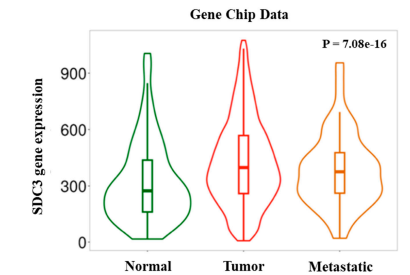 Gene Chip Data
P = 7.08e-16
SDC3 gene expression
900
600
300
0
Normal
Tumor
Metastatic